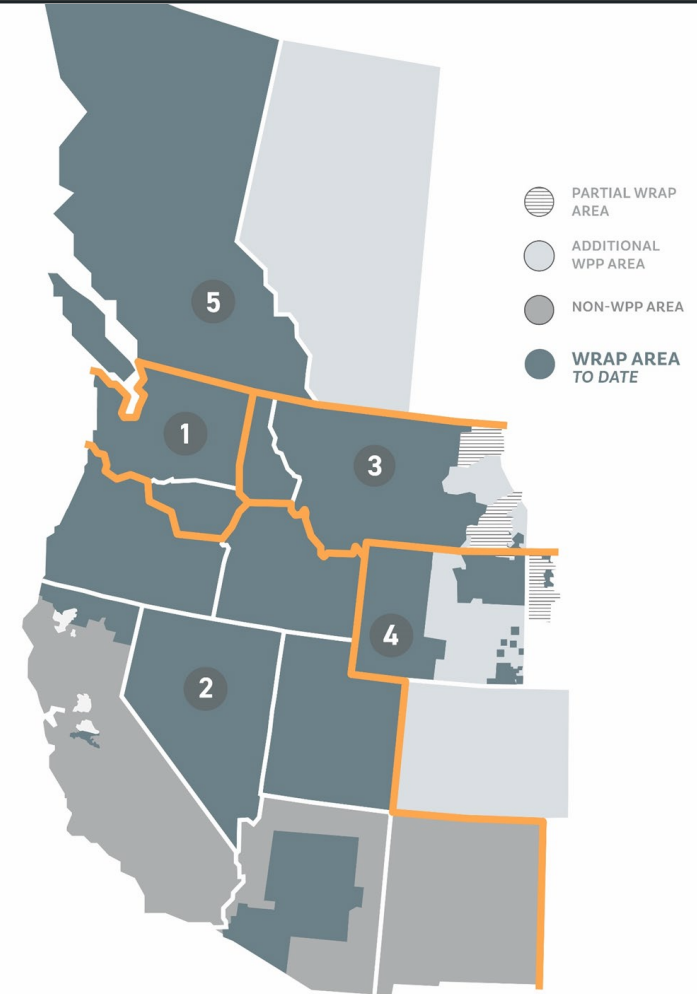 PARTIAL WRAP
AREA
ADDITIONAL
WPP AREA
5
NON-WPP AREA
WRAP AREA
TO DATE
1
3
4
2